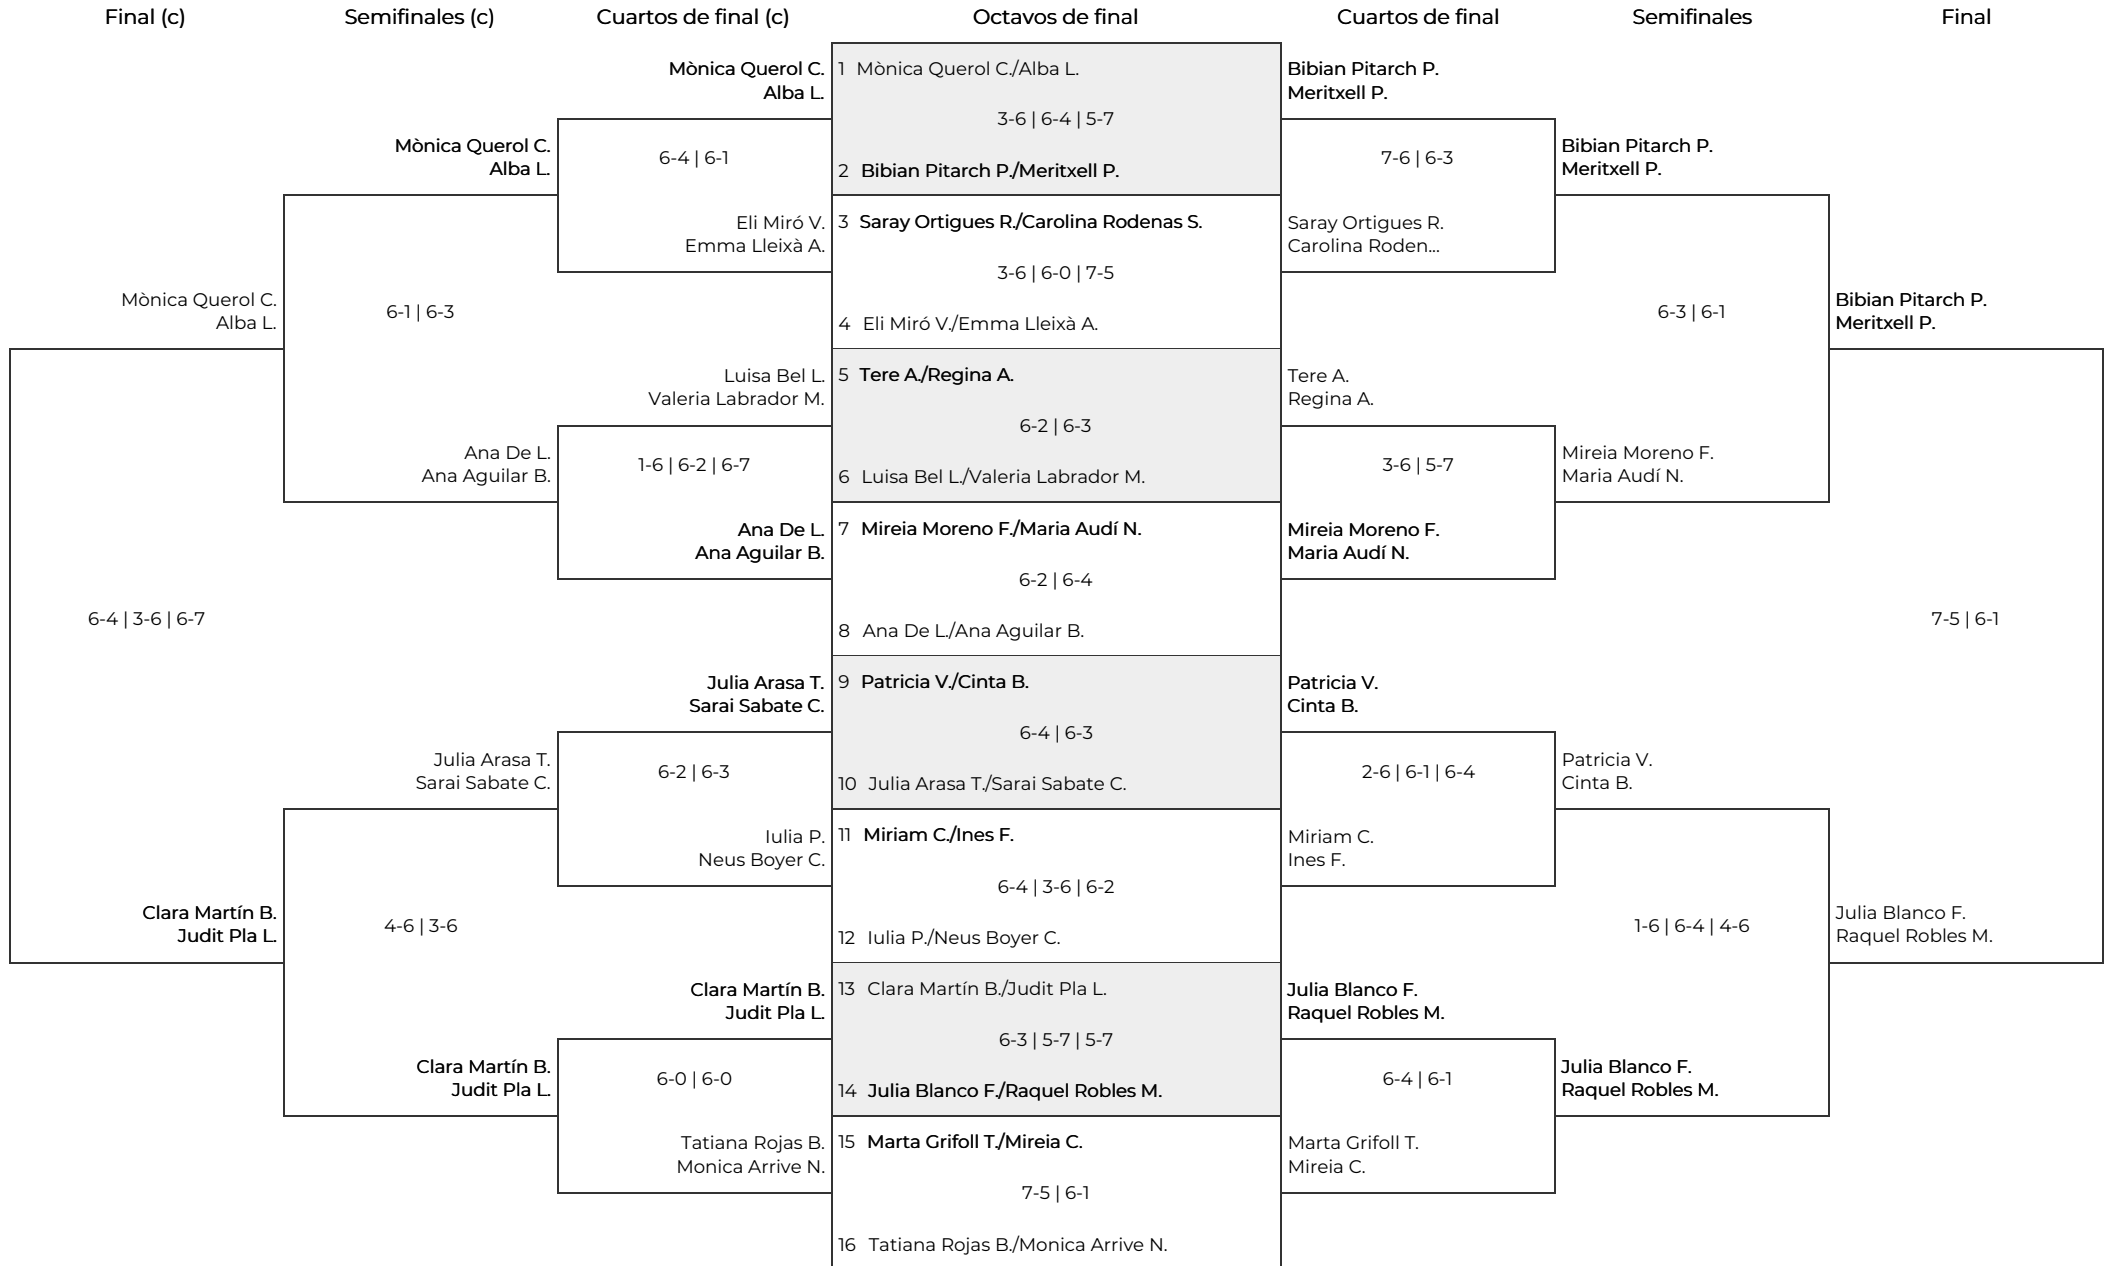 Final (c)
Semifinales (c)
Cuartos de final (c)
Octavos de final
Cuartos de final
Semifinales
Final
Mònica Querol C.
Alba L.
6-4 | 3-6 | 6-7
Clara Martín B.
Judit Pla L.
Mònica Querol C.
Alba L.
6-1 | 6-3
Ana De L.
Ana Aguilar B.
Julia Arasa T.
Sarai Sabate C.
4-6 | 3-6
Clara Martín B.
Judit Pla L.
Mònica Querol C.
Alba L.
6-4 | 6-1
Eli Miró V.
Emma Lleixà A.
Luisa Bel L.
Valeria Labrador M.
1-6 | 6-2 | 6-7
Ana De L.
Ana Aguilar B.
Julia Arasa T.
Sarai Sabate C.
6-2 | 6-3
Iulia P.
Neus Boyer C.
Clara Martín B.
Judit Pla L.
6-0 | 6-0
Tatiana Rojas B.
Monica Arrive N.
1 Mònica Querol C./Alba L.
3-6 | 6-4 | 5-7
2 Bibian Pitarch P./Meritxell P.
3 Saray Ortigues R./Carolina Rodenas S.
3-6 | 6-0 | 7-5
4 Eli Miró V./Emma Lleixà A.
5 Tere A./Regina A.
6-2 | 6-3
6 Luisa Bel L./Valeria Labrador M.
7 Mireia Moreno F./Maria Audí N.
6-2 | 6-4
8 Ana De L./Ana Aguilar B.
9 Patricia V./Cinta B.
6-4 | 6-3
10 Julia Arasa T./Sarai Sabate C.
11 Miriam C./Ines F.
6-4 | 3-6 | 6-2
12 Iulia P./Neus Boyer C.
13 Clara Martín B./Judit Pla L.
6-3 | 5-7 | 5-7
14 Julia Blanco F./Raquel Robles M.
15 Marta Grifoll T./Mireia C.
7-5 | 6-1
16 Tatiana Rojas B./Monica Arrive N.
Bibian Pitarch P.
Meritxell P.
7-6 | 6-3
Saray Ortigues R.
Carolina Roden...
Tere A.
Regina A.
3-6 | 5-7
Mireia Moreno F.
Maria Audí N.
Patricia V.
Cinta B.
2-6 | 6-1 | 6-4
Miriam C.
Ines F.
Julia Blanco F.
Raquel Robles M.
6-4 | 6-1
Marta Grifoll T.
Mireia C.
Bibian Pitarch P.
Meritxell P.
6-3 | 6-1
Mireia Moreno F.
Maria Audí N.
Patricia V.
Cinta B.
1-6 | 6-4 | 4-6
Julia Blanco F.
Raquel Robles M.
Bibian Pitarch P.
Meritxell P.
7-5 | 6-1
Julia Blanco F.
Raquel Robles M.